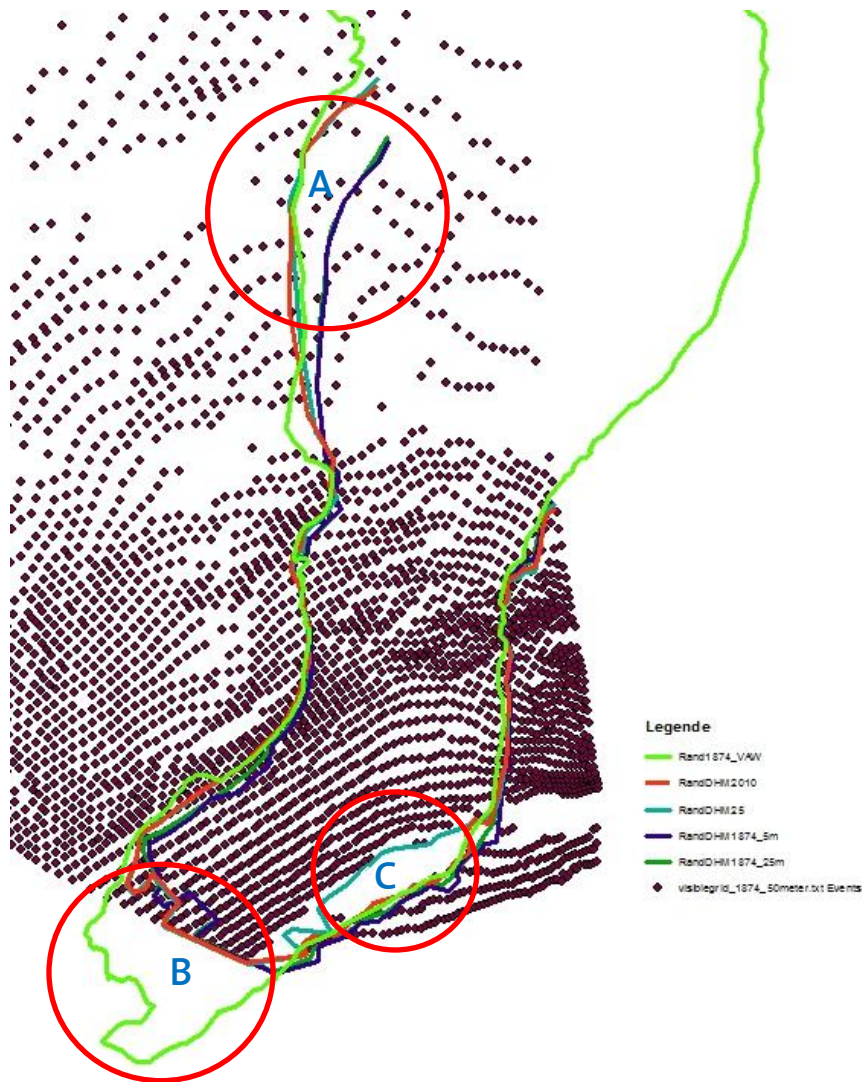 A
B
C
Legende
Rand1874_VAW
RandDHM2010
RandDHM25
RandDHM1874_5m
RandDHM1874_25m
visiblegrid_1874_50meter.txt Events